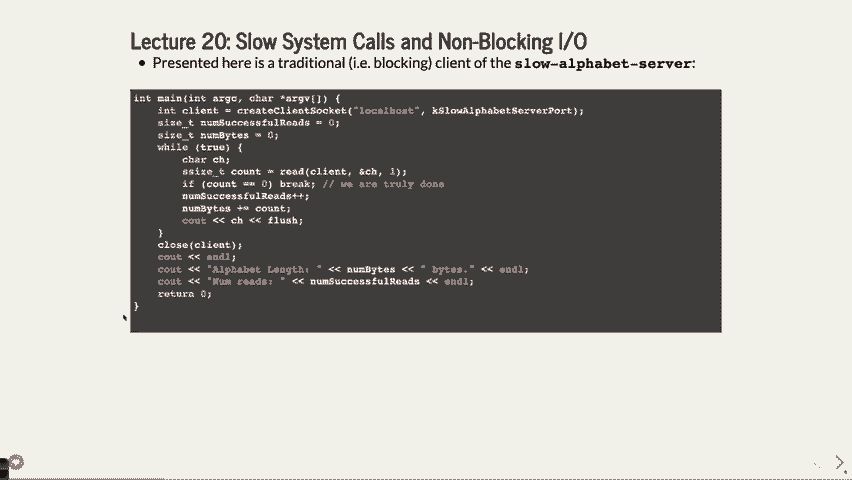 Lecture 20: Slow System Calls and Non-Blocking I/O
• Presented here is a traditional (i.e. blocking) client of the slow-alphabet-server:
int main(int argc, char *argv[]) {
    int client = createClientSocket("localhost", kSlowAlphabetServerPort);
    size_t numSuccessfulReads = 0;
    size_t numBytes = 0;
    while (true) {
        char ch;
        ssize_t count = read(client, &ch, 1);
        if (count == 0) break; // we are truly done
        numSuccessfulReads++;
        numBytes += count;
        cout << ch << flush;
    }
    close(client);
    cout << endl;
    cout << "Alphabet Length: " << numBytes << " bytes." << endl;
    cout << "Num reads: " << numSuccessfulReads << endl;
    return 0;
}